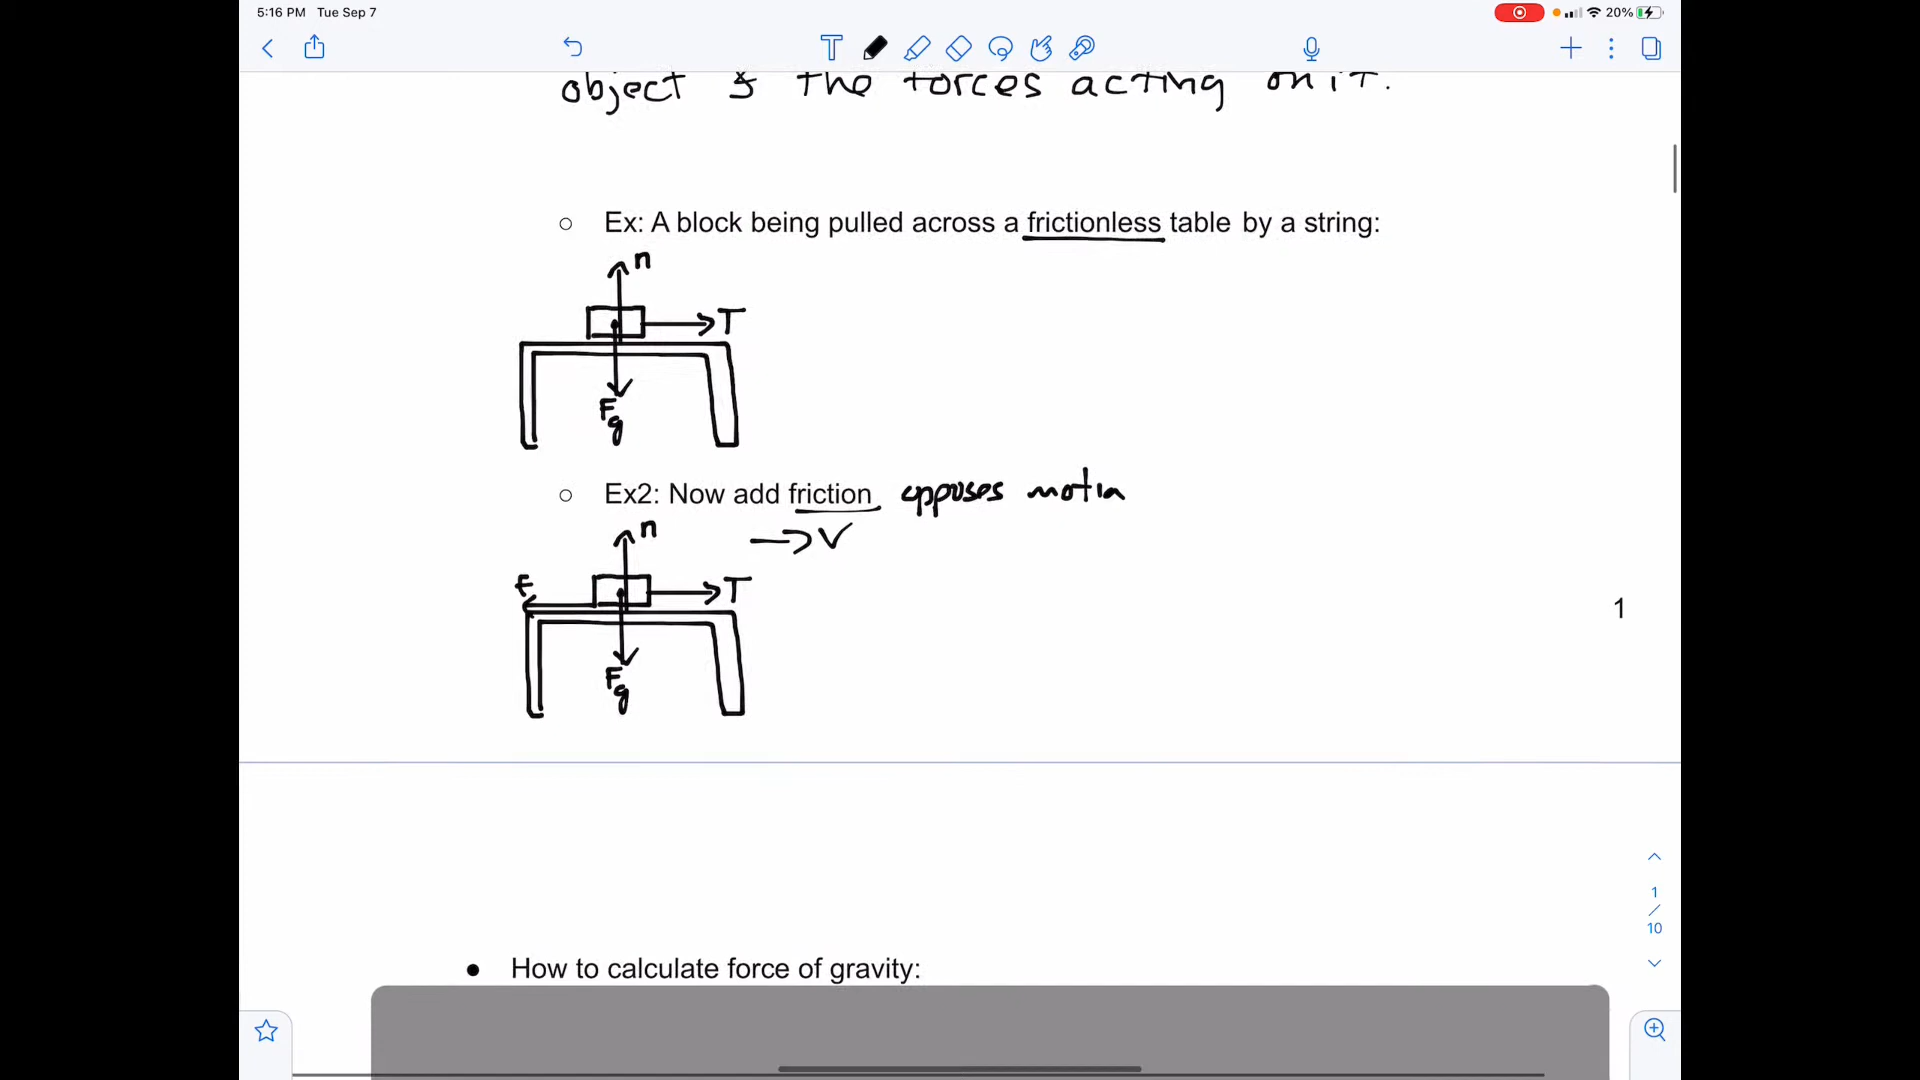 5:16 PM Tue Sep 7
20%
object & the forces acting on it.
Ex: A block being pulled across a frictionless table by a string:
n
T
Fg
Ex2: Now add friction opposes motion
n
→V
F
T
Fg
1
1
/
10
How to calculate force of gravity: